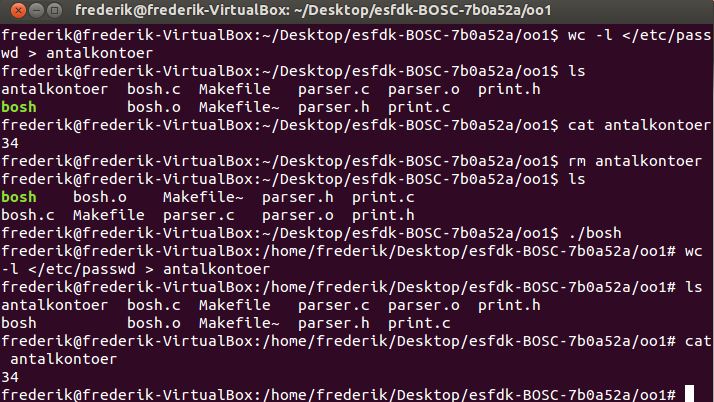 frederik@frederik-VirtualBox: ~/Desktop/esfdk-BOSC-7b0a52a/oo1
frederik@frederik-VirtualBox:~/Desktop/esfdk-BOSC-7b0a52a/oo1$ wc -l </etc/pass
wd > antalkontoer
frederik@frederik-VirtualBox:~/Desktop/esfdk-BOSC-7b0a52a/oo1$ ls
antalkontoer  bosh.c  Makefile   parser.c  parser.o  print.h
bosh          bosh.o  Makefile~  parser.h  print.c
frederik@frederik-VirtualBox:~/Desktop/esfdk-BOSC-7b0a52a/oo1$ cat antalkontoer
34
frederik@frederik-VirtualBox:~/Desktop/esfdk-BOSC-7b0a52a/oo1$ rm antalkontoer
frederik@frederik-VirtualBox:~/Desktop/esfdk-BOSC-7b0a52a/oo1$ ls
bosh    bosh.o    Makefile~  parser.h  print.c
bosh.c  Makefile  parser.c   parser.o  print.h
frederik@frederik-VirtualBox:~/Desktop/esfdk-BOSC-7b0a52a/oo1$ ./bosh
frederik@frederik-VirtualBox:/home/frederik/Desktop/esfdk-BOSC-7b0a52a/oo1# wc
-l </etc/passwd > antalkontoer
frederik@frederik-VirtualBox:/home/frederik/Desktop/esfdk-BOSC-7b0a52a/oo1# ls
antalkontoer  bosh.c  Makefile   parser.c  parser.o  print.h
bosh          bosh.o  Makefile~  parser.h  print.c
frederik@frederik-VirtualBox:/home/frederik/Desktop/esfdk-BOSC-7b0a52a/oo1# cat
 antalkontoer
34
frederik@frederik-VirtualBox:/home/frederik/Desktop/esfdk-BOSC-7b0a52a/oo1#